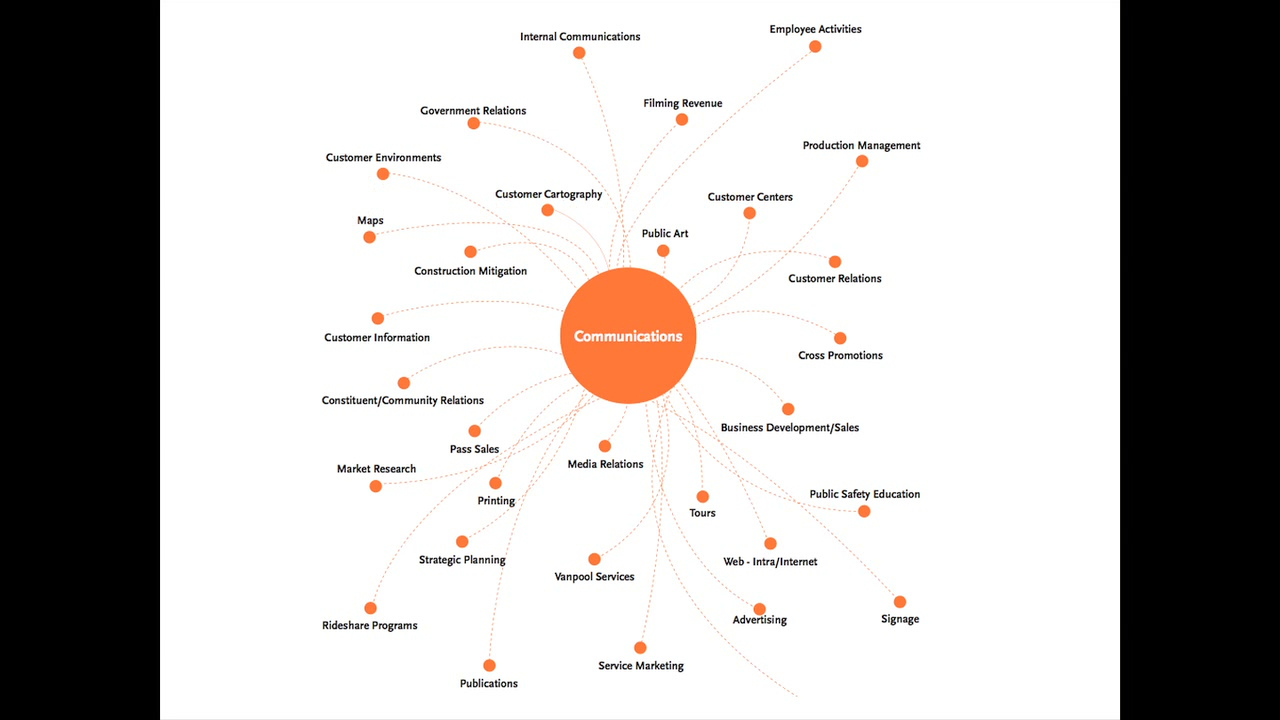 Employee Activities
Internal Communications
Filming Revenue
Government Relations
Production Management
Customer Environments
Customer Cartography
Customer Centers
Maps
Public Art
Construction Mitigation
Customer Relations
Communications
Customer Information
Cross Promotions
Constituent/Community Relations
Business Development/Sales
Pass Sales
Media Relations
Market Research
Public Safety Education
Printing
Tours
Strategic Planning
Web - Intra/Internet
Vanpool Services
Advertising
Signage
Rideshare Programs
Service Marketing
Publications